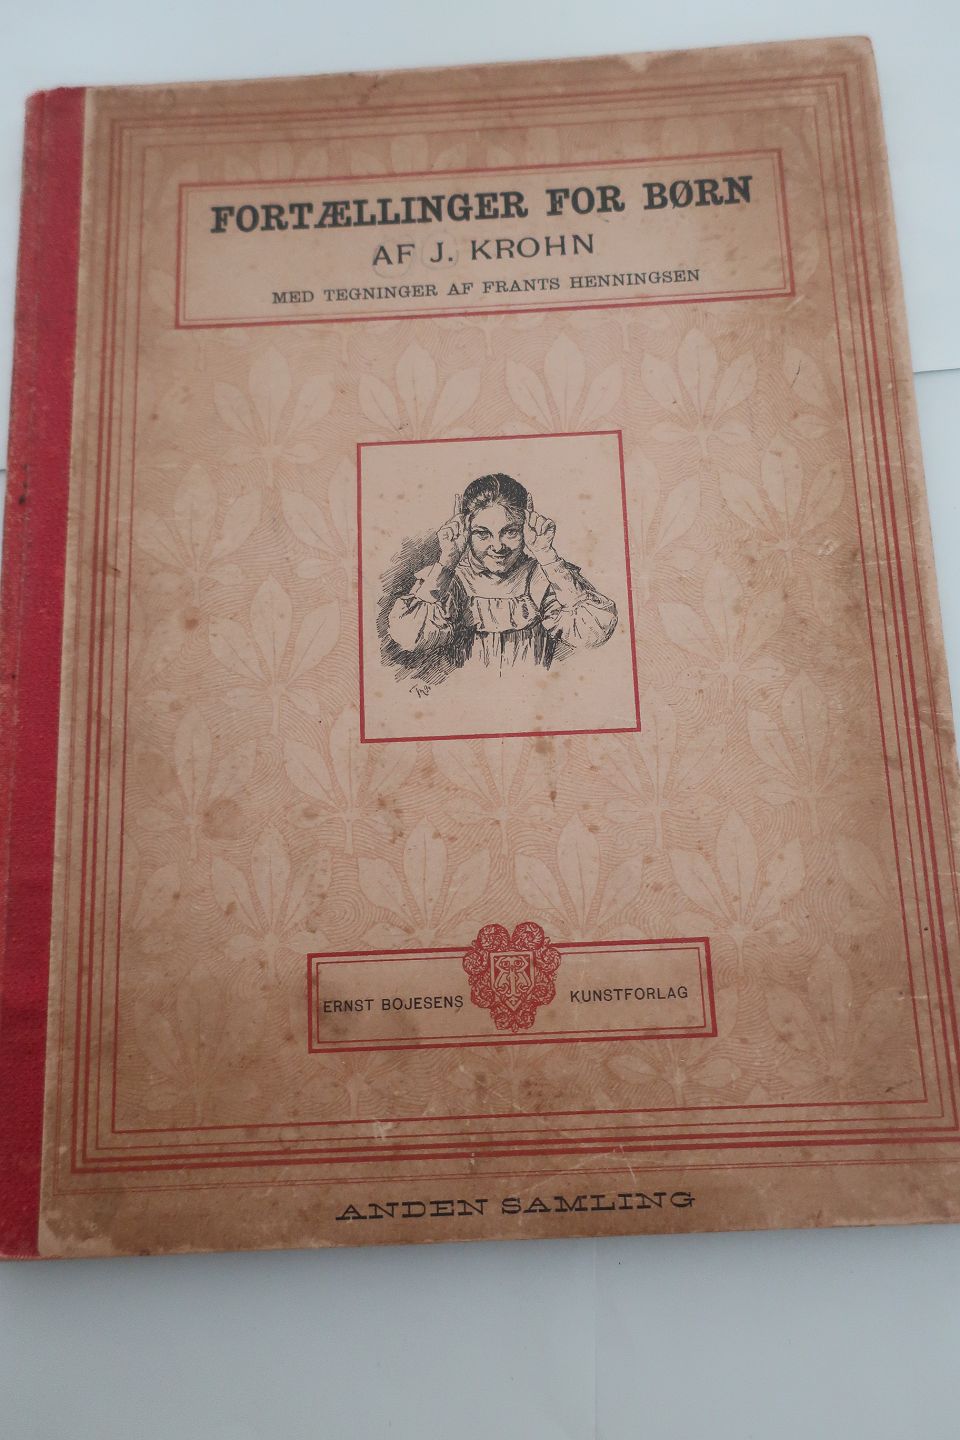 FORTÆLLINGER FOR BØRN
AF J. KROHN
MED TEGNINGER AF FRANTS HENNINGSEN
ERNST BOJESENS KUNSTFORLAG
ANDEN SAMLING